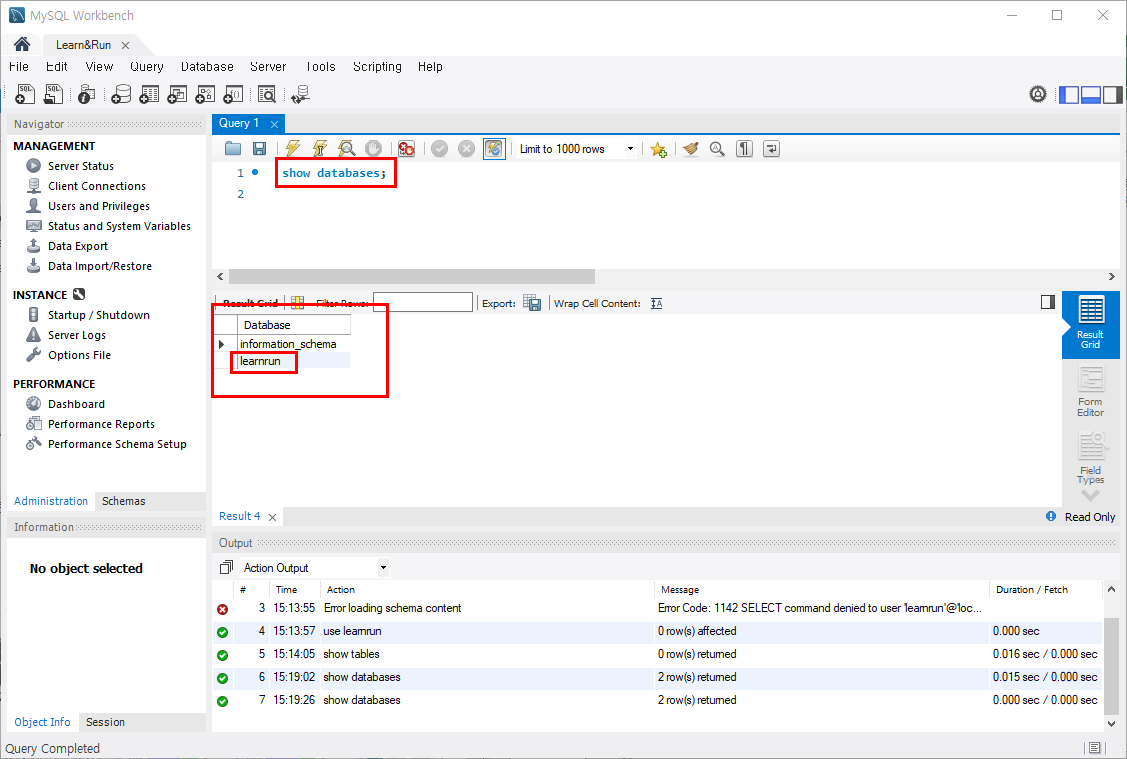 MySQL Workbench
Learn&Run
File Edit View Query Database Server Tools Scripting Help
Navigator
MANAGEMENT
Server Status
Client Connections
Users and Privileges
Status and System Variables
Data Export
Data Import/Restore
INSTANCE
Startup / Shutdown
Server Logs
Options File
PERFORMANCE
Dashboard
Performance Reports
Performance Schema Setup
Administration Schemas
Information
No object selected
Object Info Session
Query 1
Limit to 1000 rows
1 show databases;
2
Result Grid Filter Rows: Export: Wrap Cell Content:
Database
information_schema
learnrun
Result
Grid
Form
Editor
Field
Types
Result 4
Read Only
Output
Action Output
# Time Action Message Duration / Fetch
3 15:13:55 Error loading schema content Error Code: 1142 SELECT command denied to user 'learnrun'@'loc...
4 15:13:57 use learnrun 0 row(s) affected 0.000 sec
5 15:14:05 show tables 0 row(s) returned 0.016 sec / 0.000 sec
6 15:19:02 show databases 2 row(s) returned 0.015 sec / 0.000 sec
7 15:19:26 show databases 2 row(s) returned 0.000 sec / 0.000 sec
Query Completed